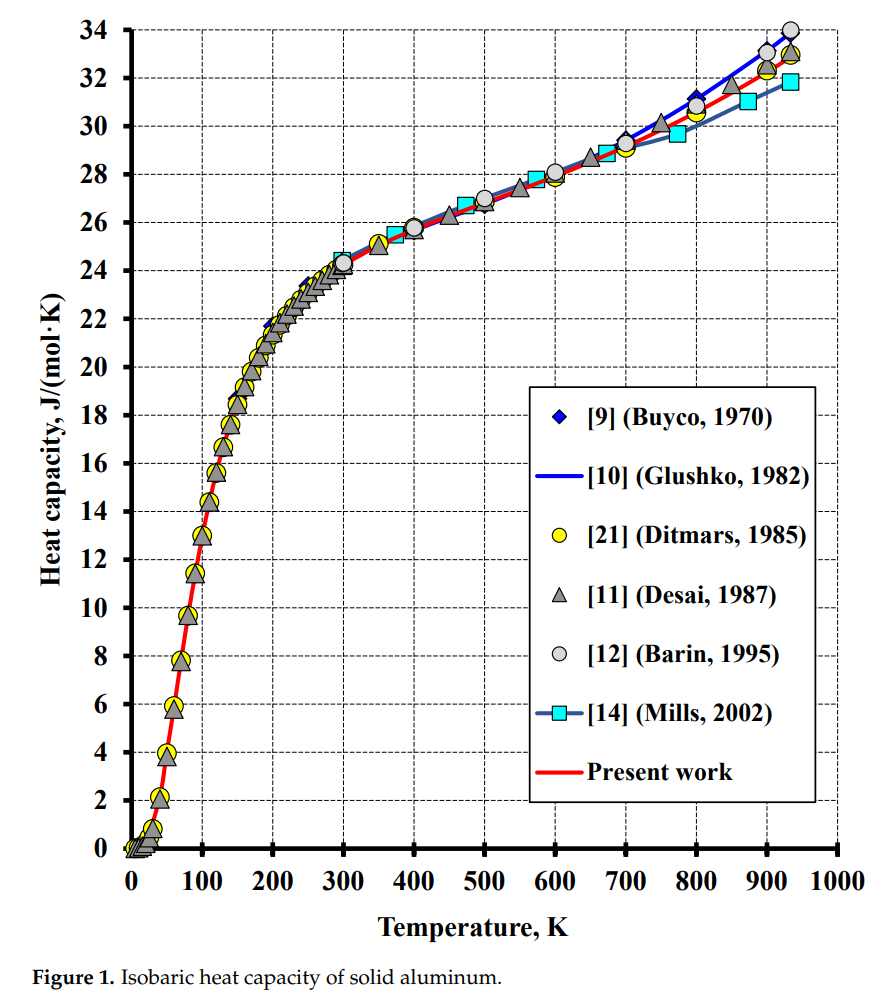 34
32
30
28
26
24
22
20
18
16
14
12
10
8
6
4
2
0
Heat capacity, J/(mol·K)
[9] (Buyco, 1970)
[10] (Glushko, 1982)
[21] (Ditmars, 1985)
[11] (Desai, 1987)
[12] (Barin, 1995)
[14] (Mills, 2002)
Present work
0 100 200 300 400 500 600 700 800 900 1000
Temperature, K
Figure 1. Isobaric heat capacity of solid aluminum.